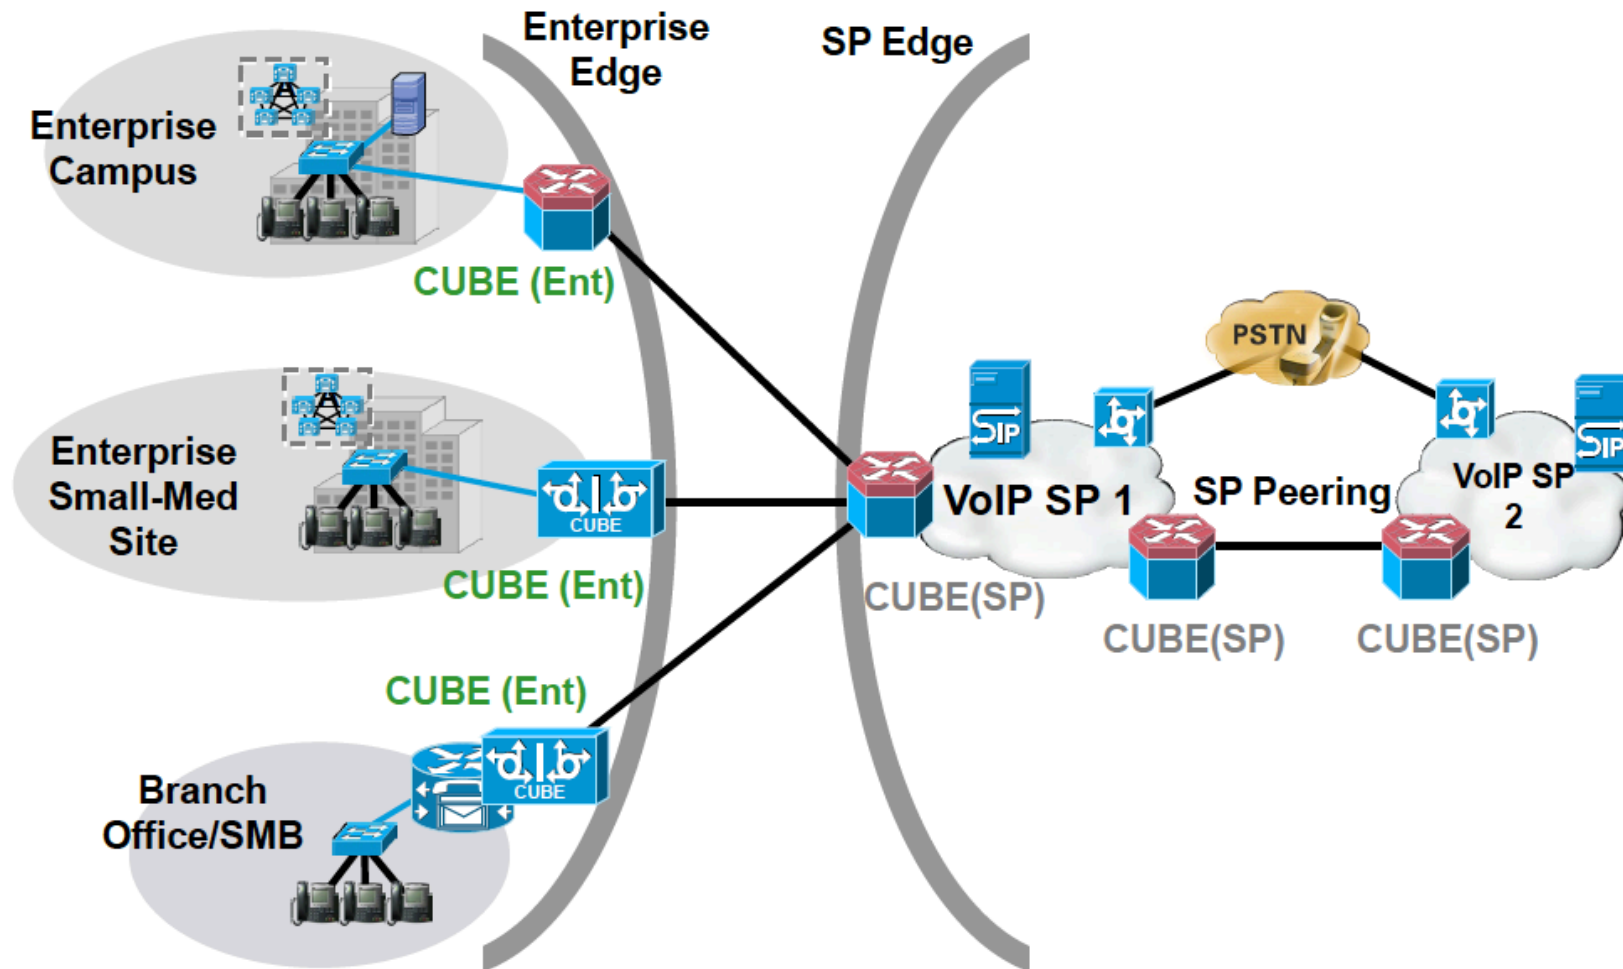 Enterprise
Edge
SP Edge
Enterprise
Campus
CUBE (Ent)
PSTN
SIP
SIP
Enterprise
Small-Med
Site
CUBE
CUBE (Ent)
VoIP SP 1
SP Peering
VoIP SP
2
CUBE(SP)
CUBE(SP)
CUBE(SP)
CUBE (Ent)
CUBE
Branch
Office/SMB